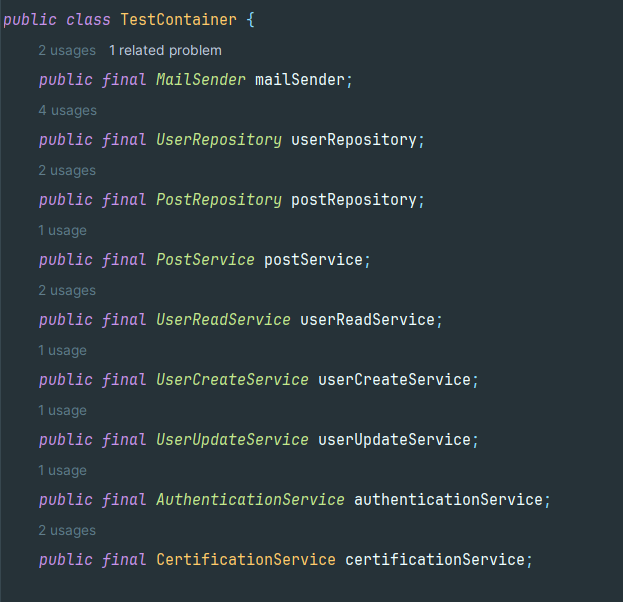 public class TestContainer {
2 usages 1 related problem
public final MailSender mailSender;
4 usages
public final UserRepository userRepository;
2 usages
public final PostRepository postRepository;
1 usage
public final PostService postService;
2 usages
public final UserReadService userReadService;
1 usage
public final UserCreateService userCreateService;
1 usage
public final UserUpdateService userUpdateService;
1 usage
public final AuthenticationService authenticationService;
2 usages
public final CertificationService certificationService;